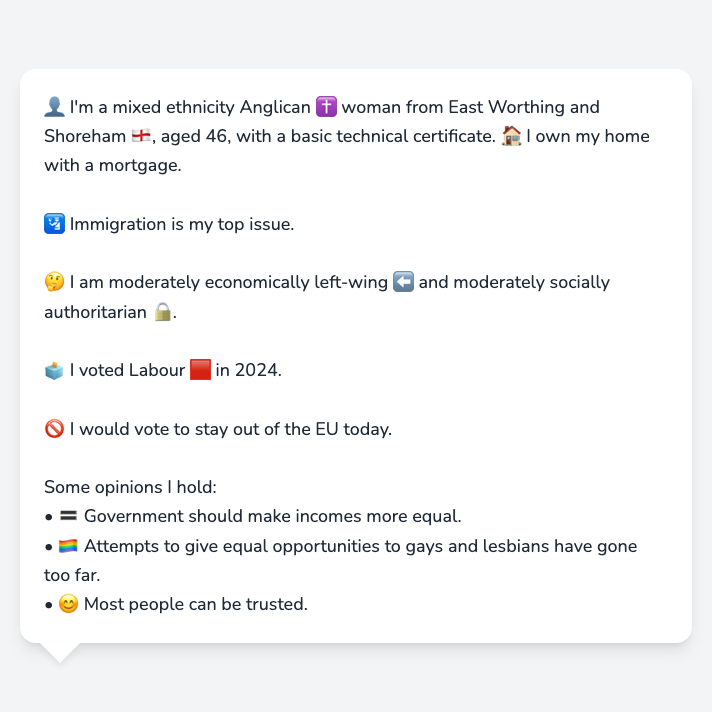 👤 I'm a mixed ethnicity Anglican ✝️ woman from East Worthing and
Shoreham 🏴󠁧󠁢󠁥󠁮󠁧󠁿, aged 46, with a basic technical certificate. 🏠 I own my home
with a mortgage.
🛂 Immigration is my top issue.
🤔 I am moderately economically left-wing ⬅️ and moderately socially
authoritarian 🔒.
🗳️ I voted Labour 🟥 in 2024.
🚫 I would vote to stay out of the EU today.
Some opinions I hold:
• 🟰 Government should make incomes more equal.
• 🏳️‍🌈 Attempts to give equal opportunities to gays and lesbians have gone
too far.
• 😊 Most people can be trusted.